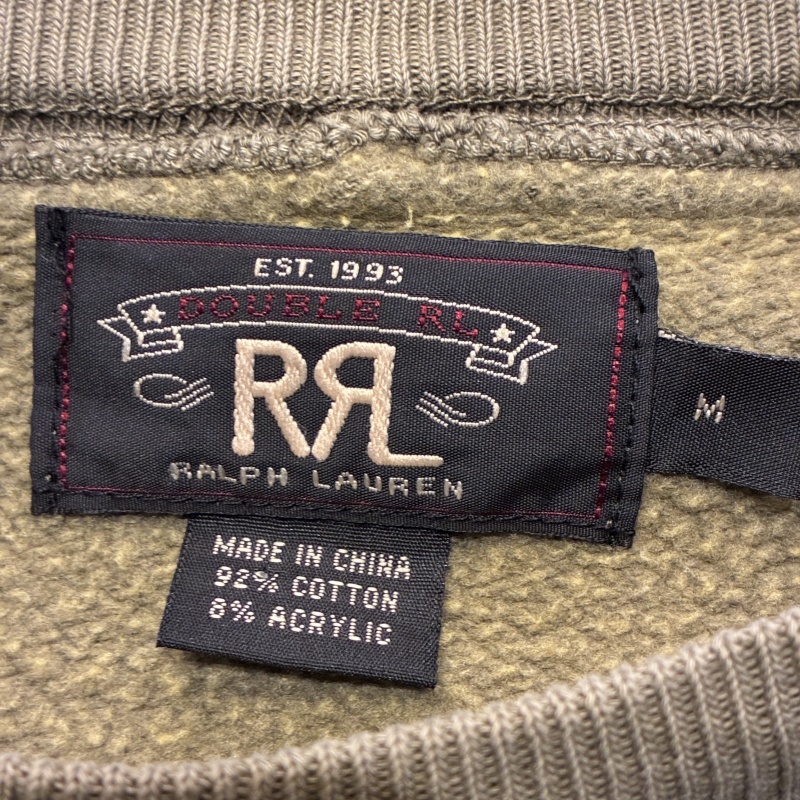 EST. 1993
DOUBLE RL
RRL
RALPH LAUREN
M
MADE IN CHINA
92% COTTON
8% ACRYLIC